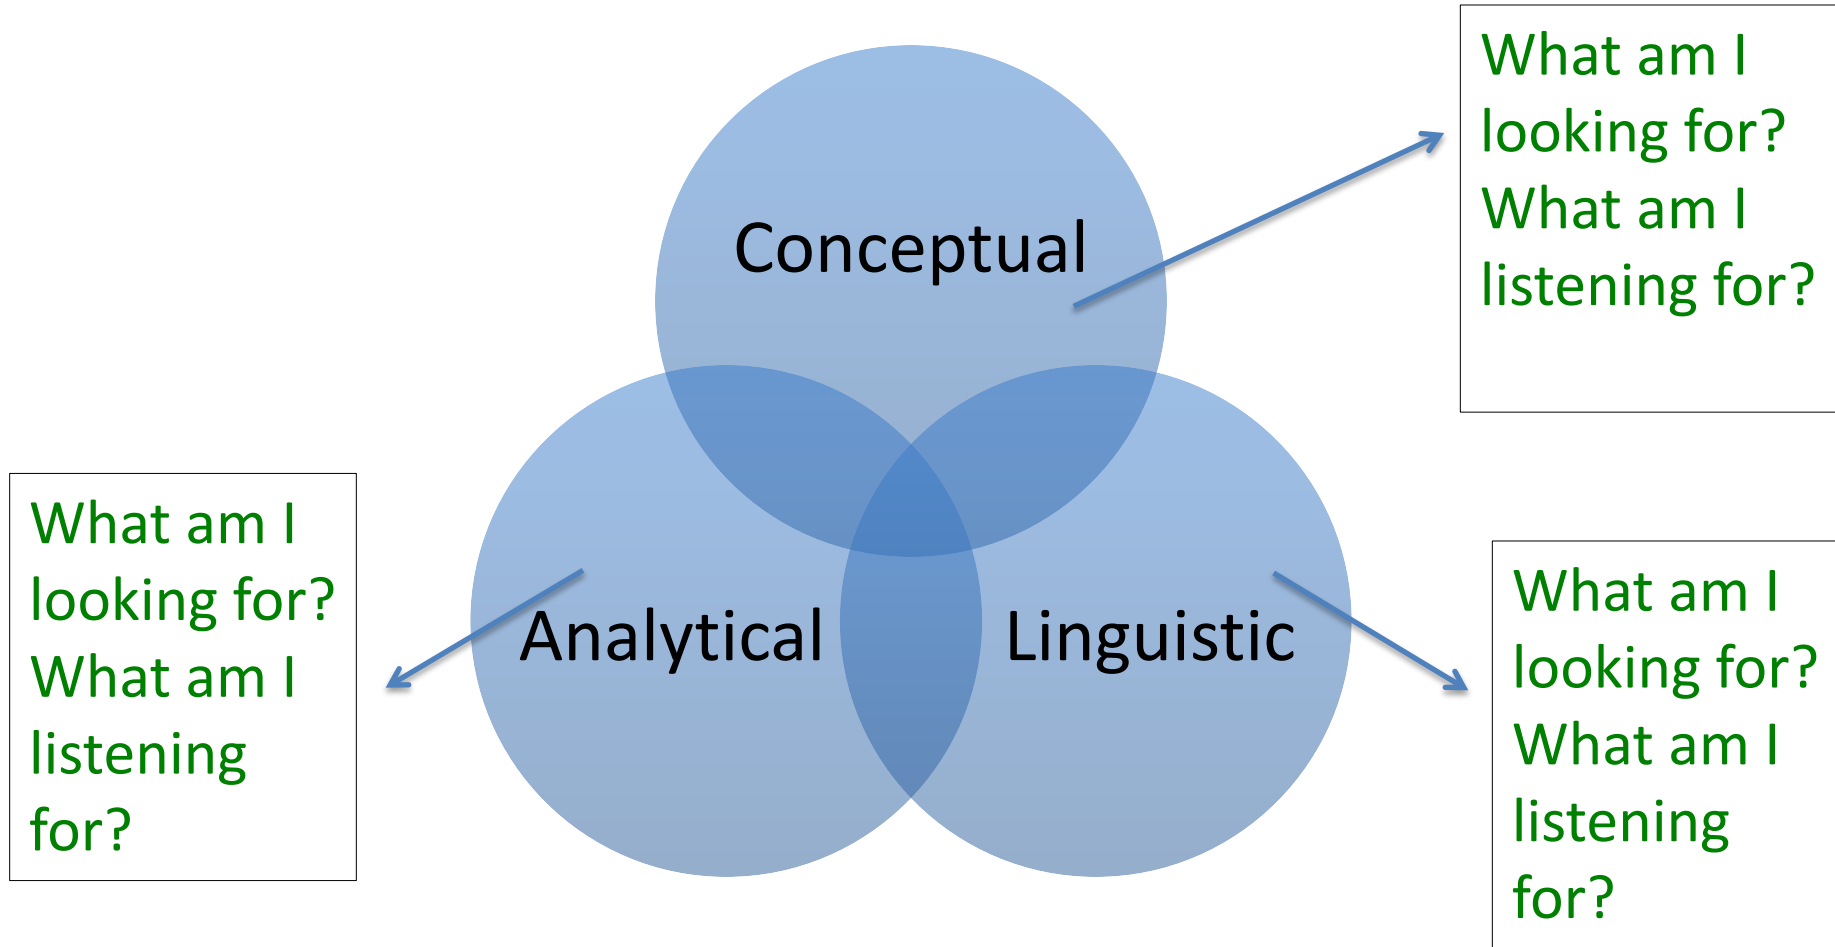 What am I
looking for?
What am I
listening for?
Conceptual
What am I
looking for?
What am I
listening
for?
Analytical
Linguistic
What am I
looking for?
What am I
listening
for?